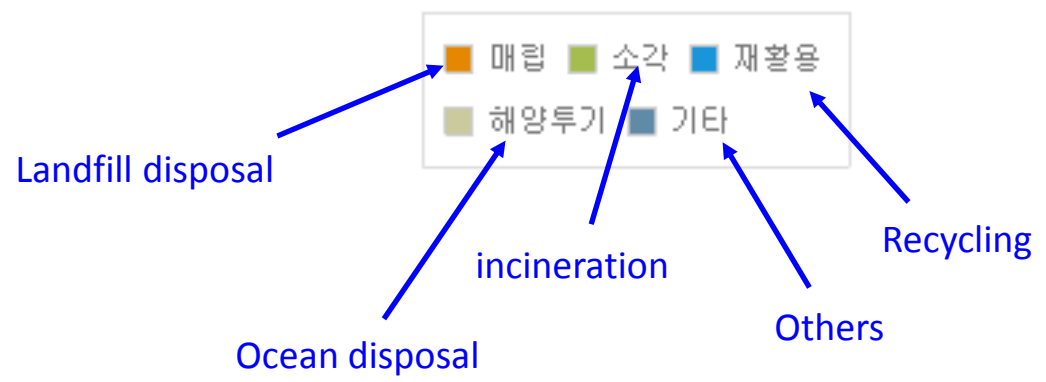 매립 소각 재활용
해양투기 기타
Landfill disposal
Recycling
incineration
Others
Ocean disposal